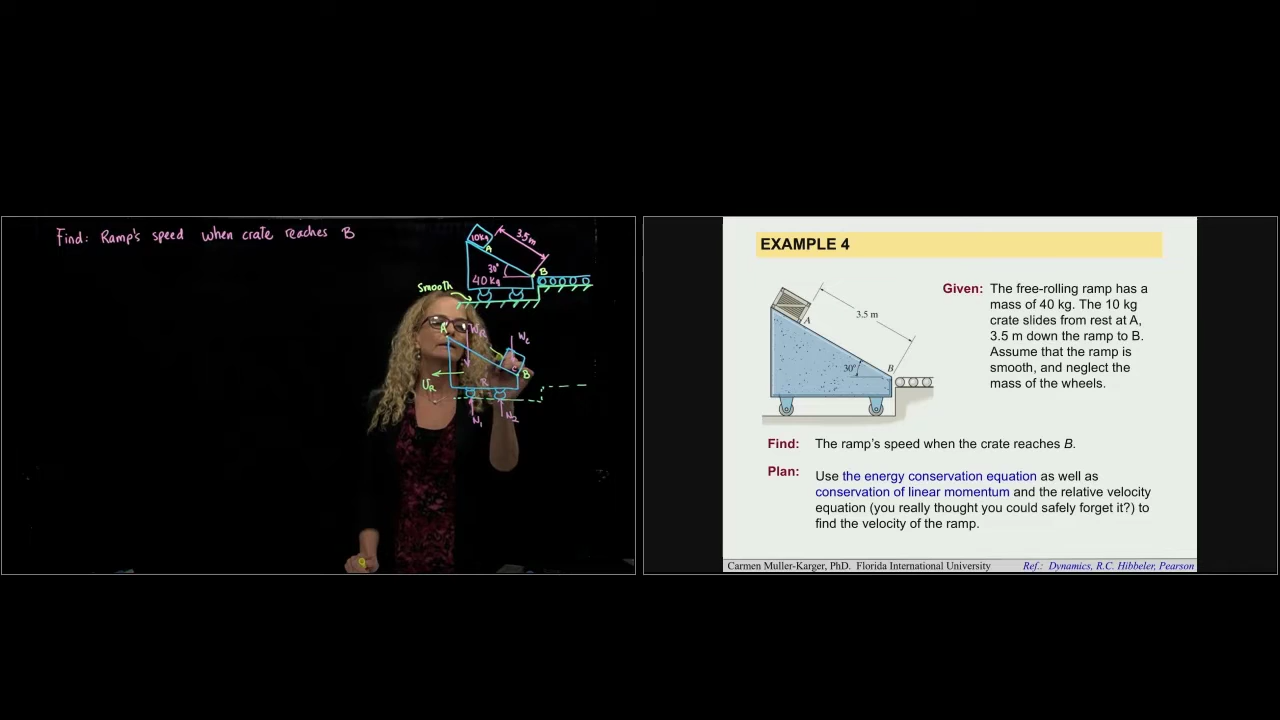 Find: Ramp's speed when crate reaches B
10kg
A
3.5m
30°
B
40 kg
Smooth
A
W_R
W_c
c
B
U_R
R
N_1
N_2
EXAMPLE 4
Given: The free-rolling ramp has a
mass of 40 kg. The 10 kg
crate slides from rest at A,
3.5 m down the ramp to B.
Assume that the ramp is
smooth, and neglect the
mass of the wheels.
A
3.5 m
30°
B
Find: The ramp's speed when the crate reaches B.
Plan: Use the energy conservation equation as well as
conservation of linear momentum and the relative velocity
equation (you really thought you could safely forget it?) to
find the velocity of the ramp.
Carmen Muller-Karger, PhD. Florida International University
Ref.: Dynamics, R.C. Hibbeler, Pearson